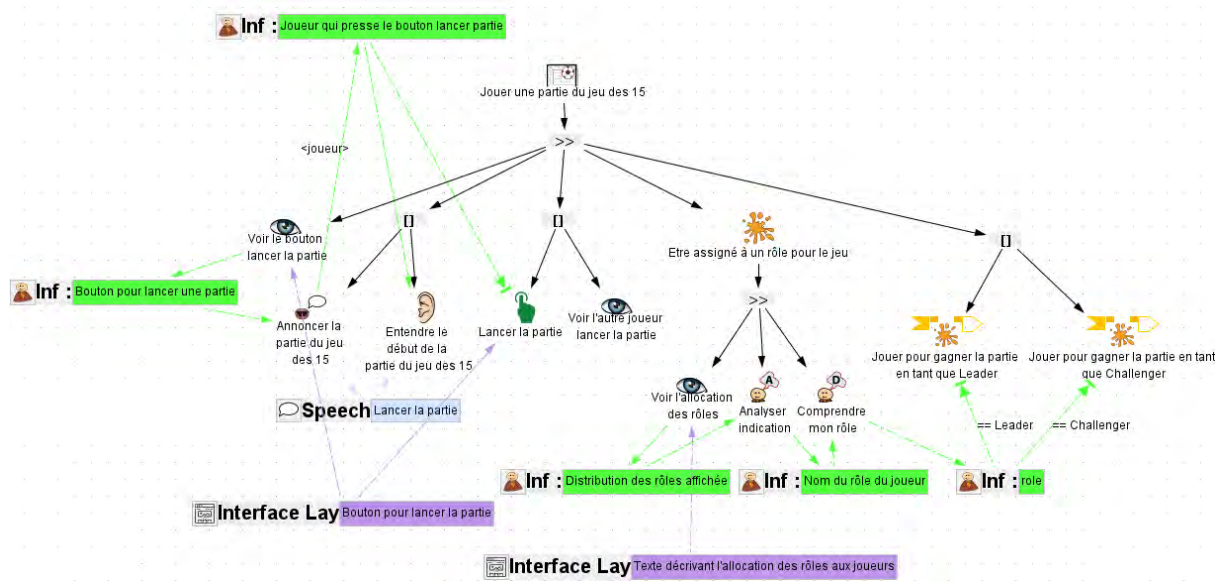 Inf : Joueur qui presse le bouton lancer partie
Jouer une partie du jeu des 15
>>
<joueur>
Voir le bouton
lancer la partie
[]
[]
Etre assigné à un rôle pour le jeu
[]
Inf : Bouton pour lancer une partie
Annoncer la
partie du jeu
des 15
Entendre le
début de la
partie du jeu des 15
Lancer la partie
Voir l'autre joueur
lancer la partie
>>
Jouer pour gagner la partie
en tant que Leader
Jouer pour gagner la partie en tant
que Challenger
A
D
Voir l'allocation
des rôles
Analyser
indication
Comprendre
mon rôle
Speech Lancer la partie
== Leader
== Challenger
Inf : Distribution des rôles affichée
Inf : Nom du rôle du joueur
Inf : role
Interface Lay Bouton pour lancer la partie
Interface Lay Texte décrivant l'allocation des rôles aux joueurs